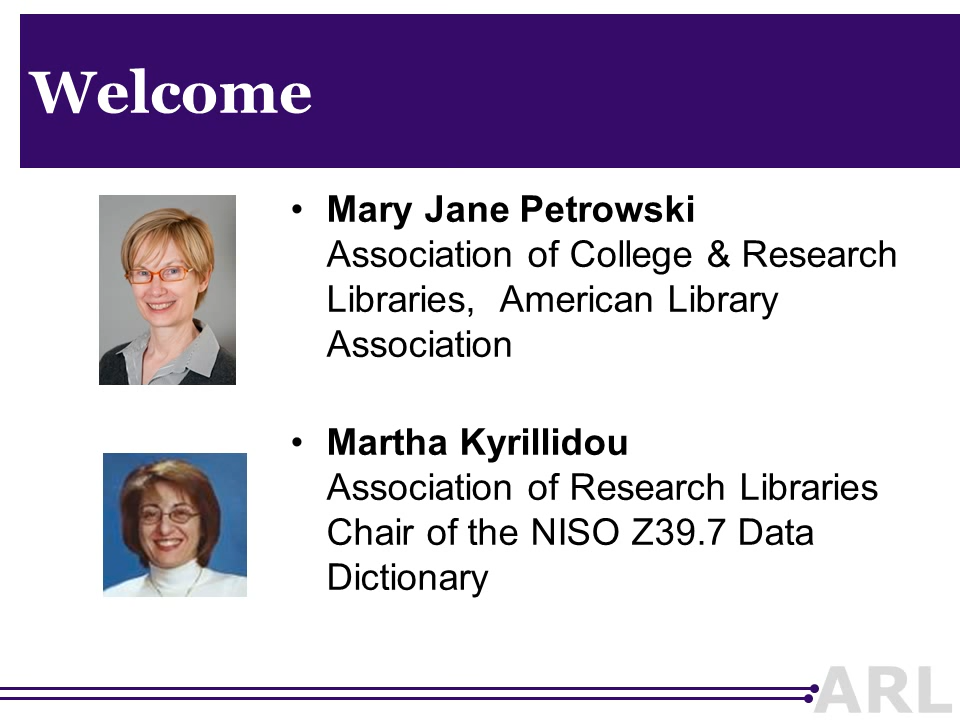 Welcome
• Mary Jane Petrowski
Association of College & Research
Libraries, American Library
Association
• Martha Kyrillidou
Association of Research Libraries
Chair of the NISO Z39.7 Data
Dictionary
ARL